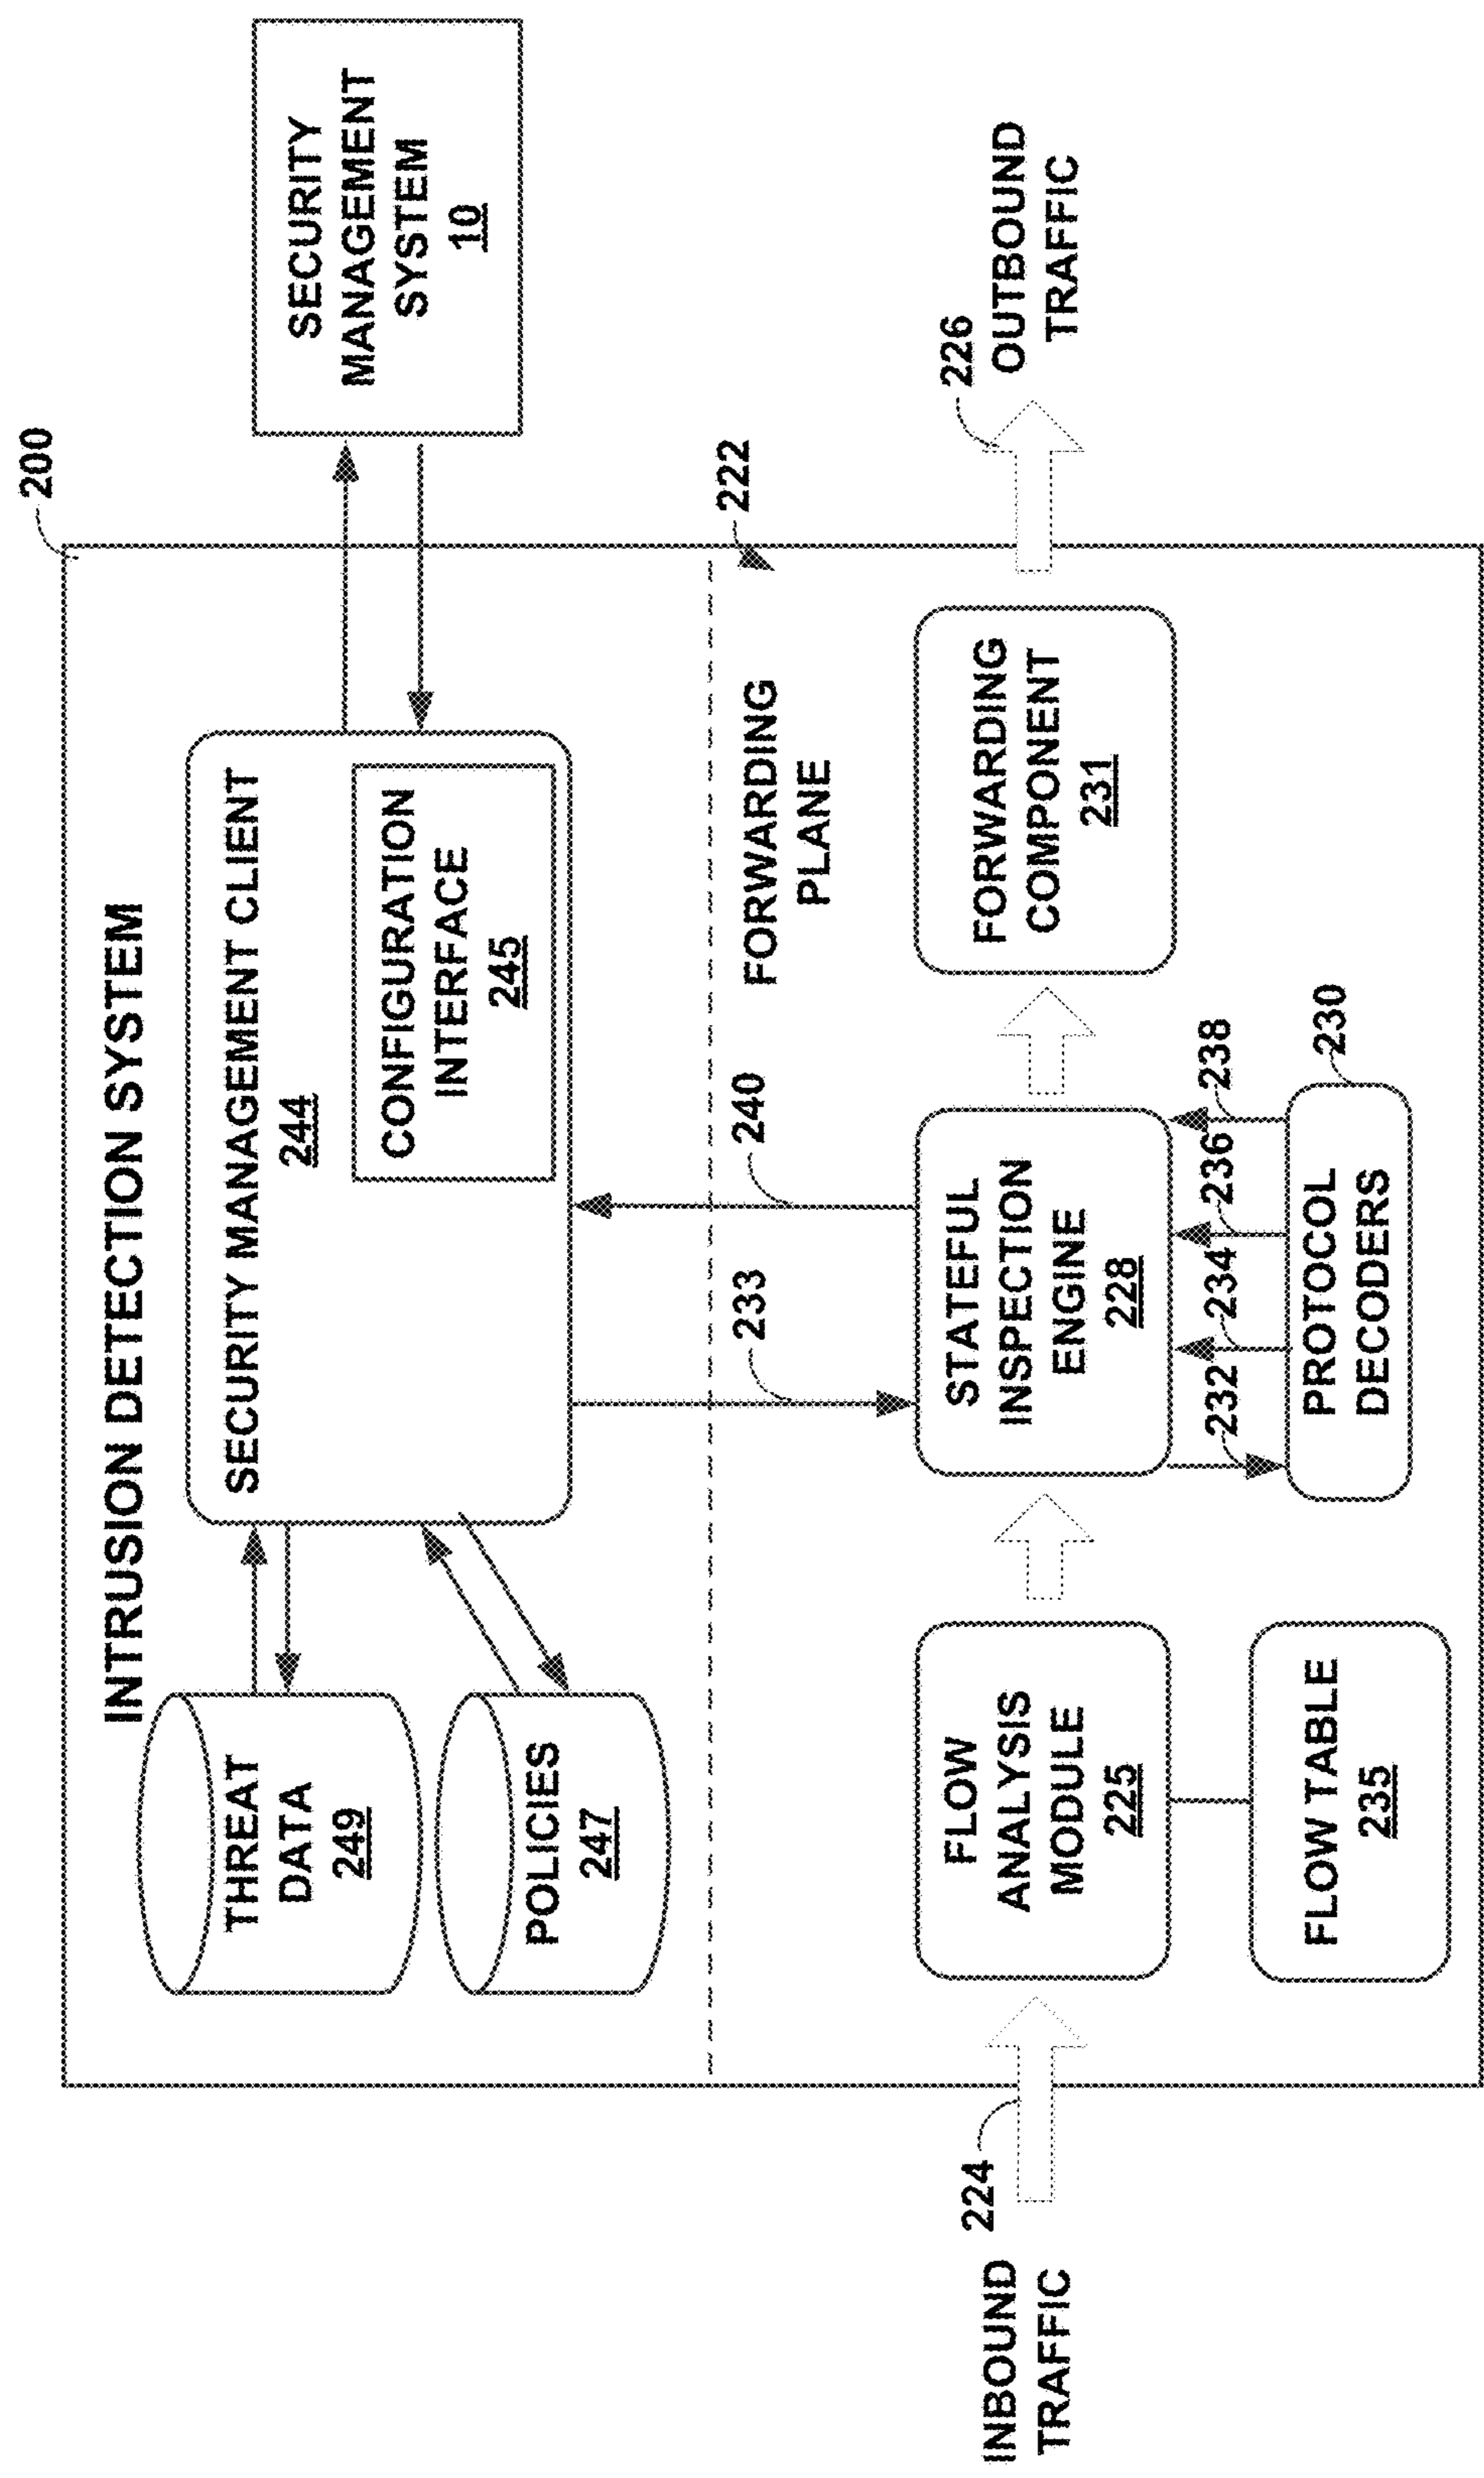 200
INTRUSION DETECTION SYSTEM
THREAT
DATA
249
POLICIES
247
SECURITY MANAGEMENT CLIENT
244
CONFIGURATION
INTERFACE
245
SECURITY
MANAGEMENT
SYSTEM
10
222
FORWARDING
PLANE
233
240
INBOUND
TRAFFIC
224
FLOW
ANALYSIS
MODULE
225
FLOW TABLE
235
STATEFUL
INSPECTION
ENGINE
228
232
234
236
238
PROTOCOL
DECODERS
230
FORWARDING
COMPONENT
231
226
OUTBOUND
TRAFFIC